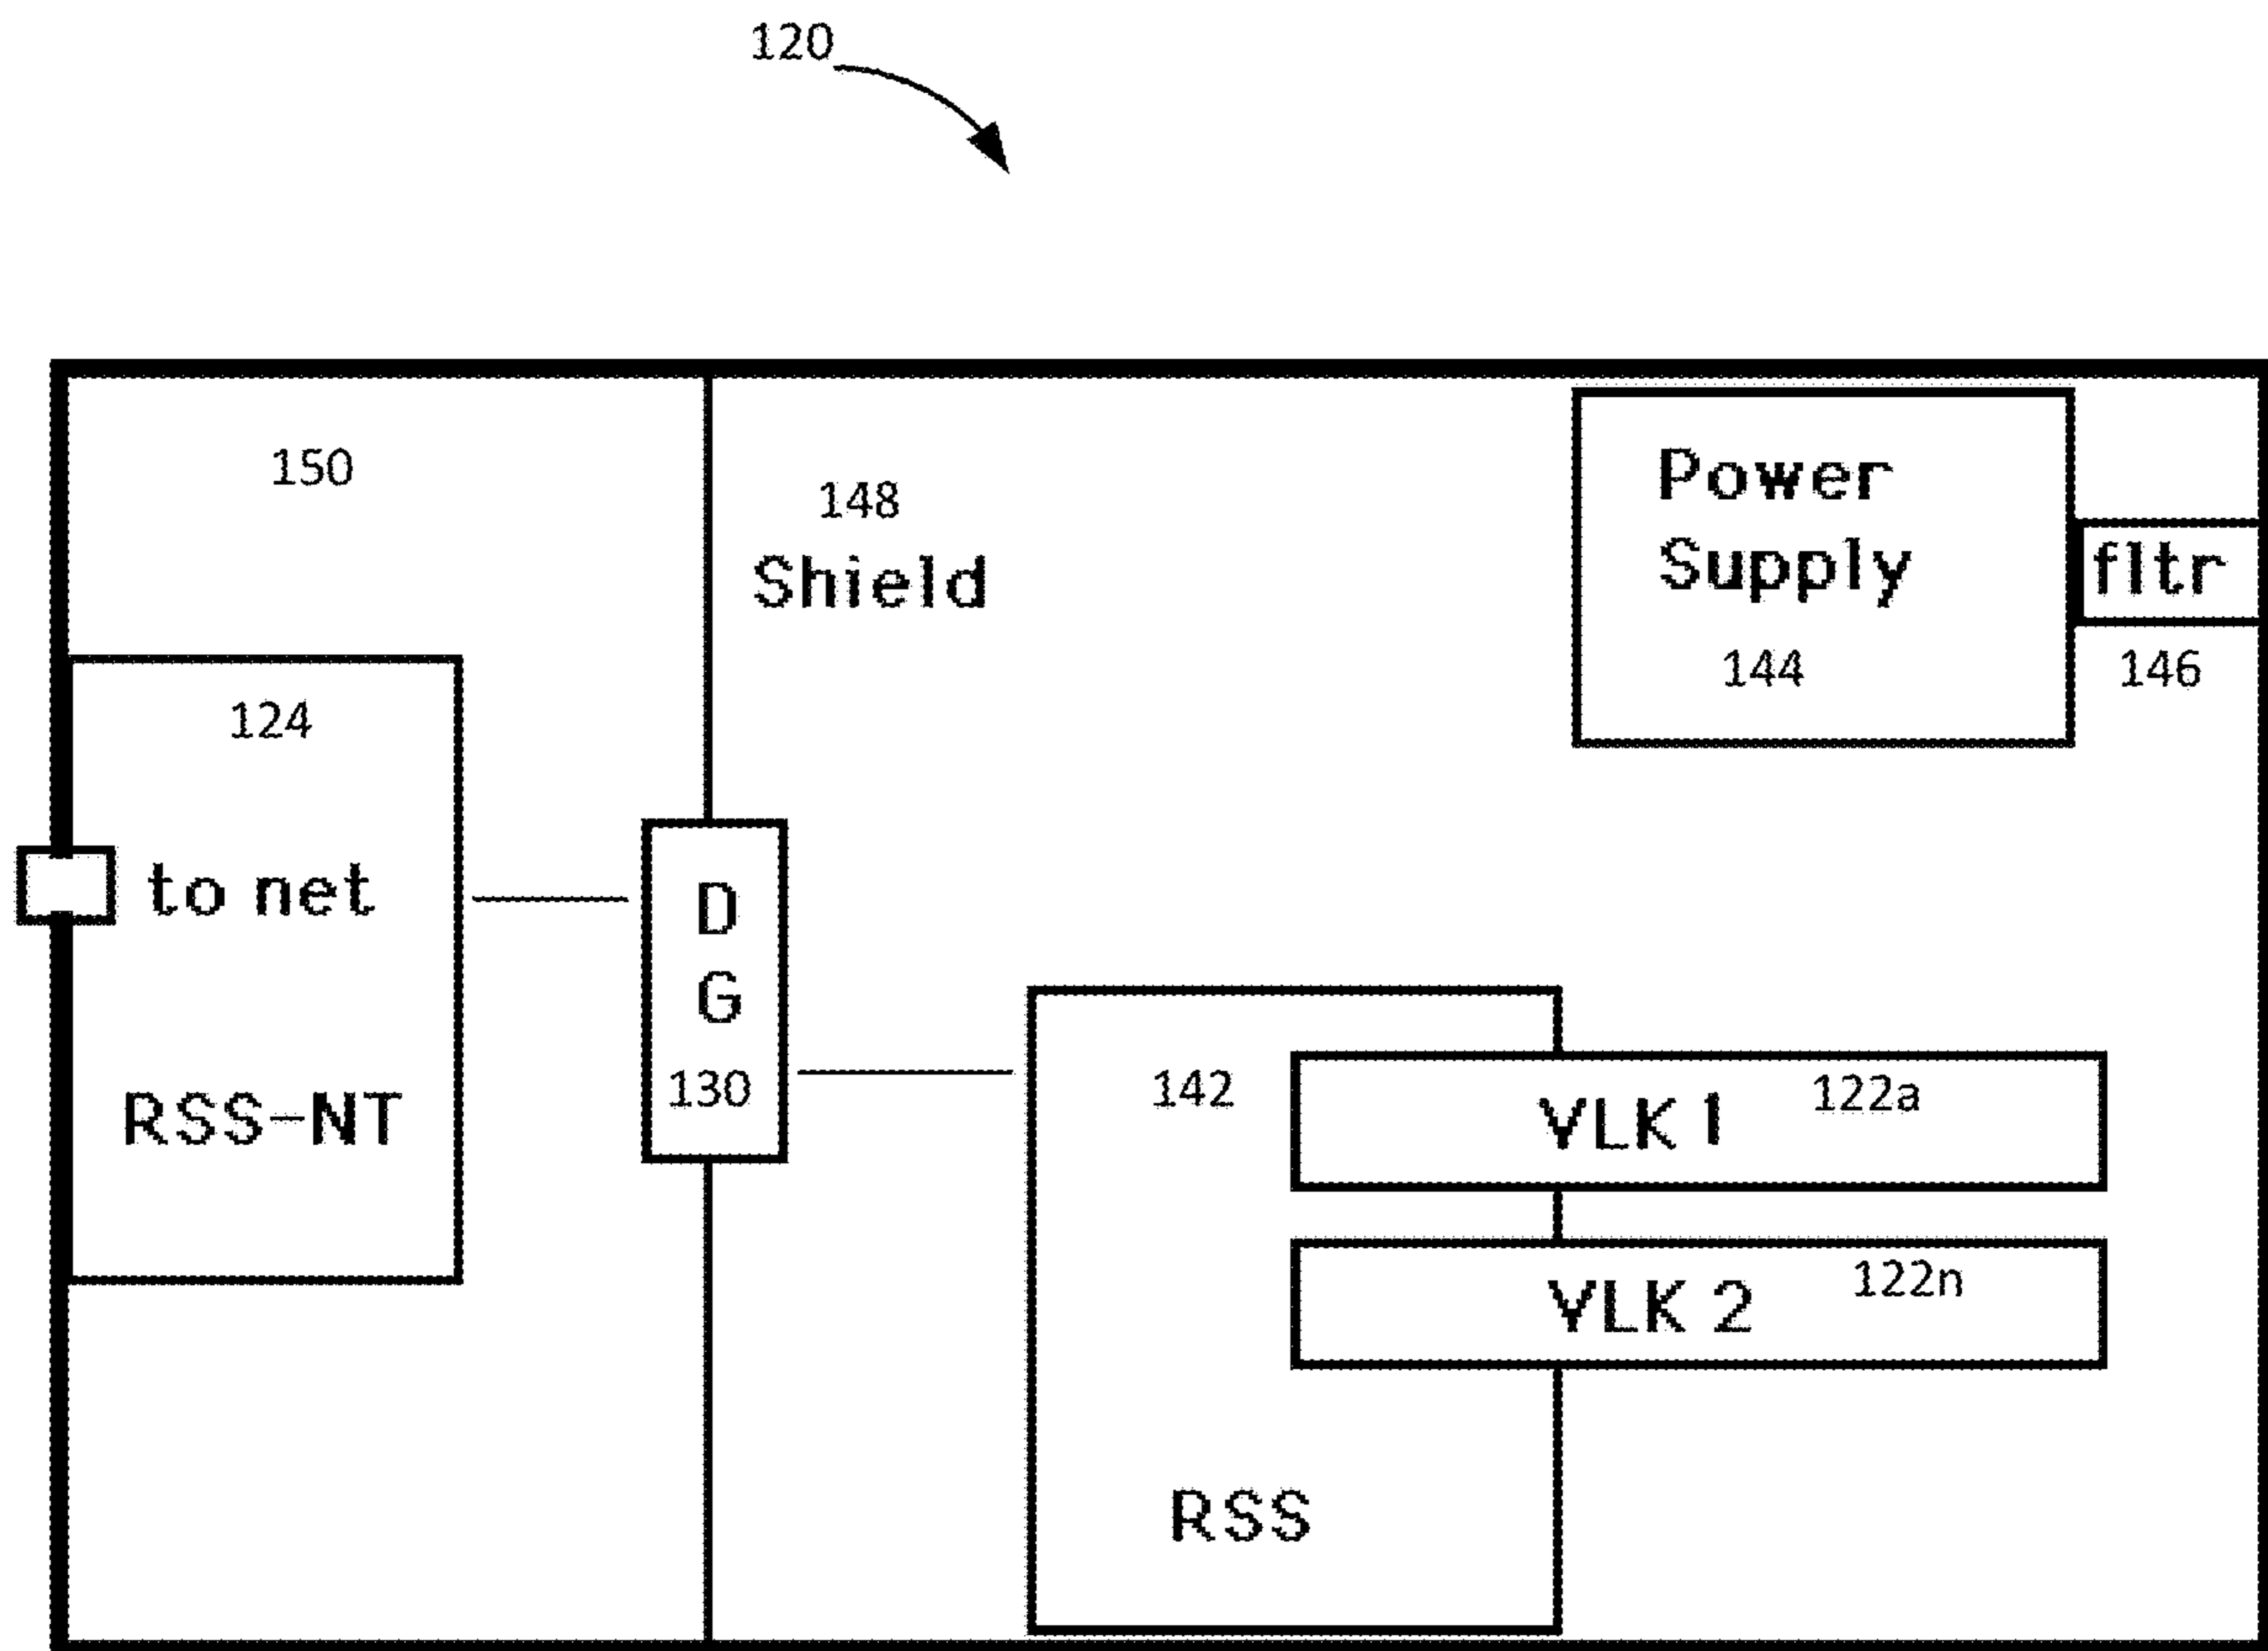 120
150
148
Shield
Power
Supply
144
fltr
146
124
to net
RSS-NT
D
G
130
142
VLK 1
122a
VLK 2
122n
RSS